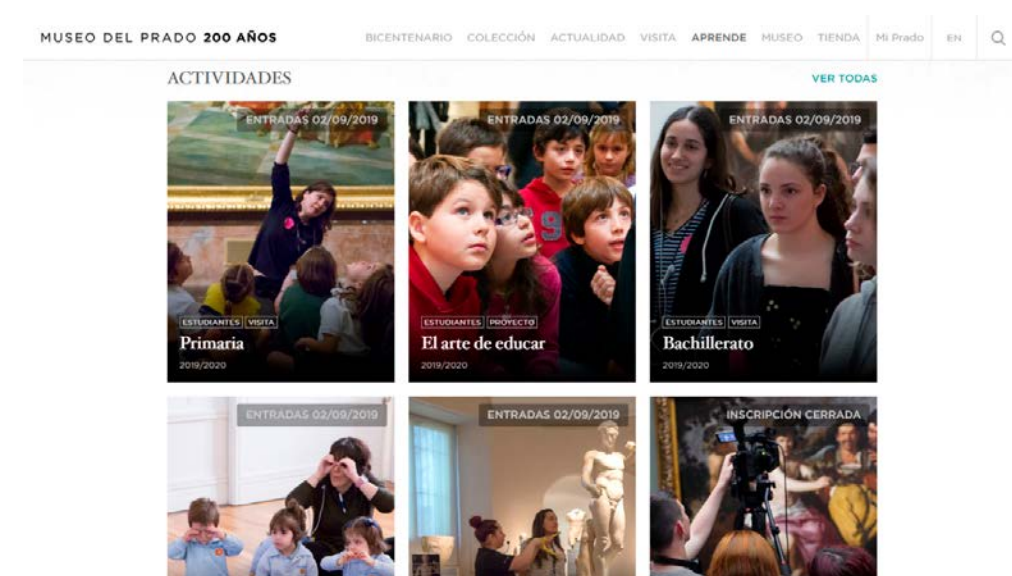 MUSEO DEL PRADO 200 AÑOS
BICENTENARIO COLECCIÓN ACTUALIDAD VISITA APRENDE MUSEO TIENDA Mi Prado EN
ACTIVIDADES
VER TODAS
ENTRADAS 02/09/2019
ESTUDIANTES VISITA
Primaria
2019/2020
ENTRADAS 02/09/2019
9
ESTUDIANTES PROYECTO
El arte de educar
2019/2020
ENTRADAS 02/09/2019
ESTUDIANTES VISITA
Bachillerato
2019/2020
ENTRADAS 02/09/2019
ENTRADAS 02/09/2019
INSCRIPCIÓN CERRADA